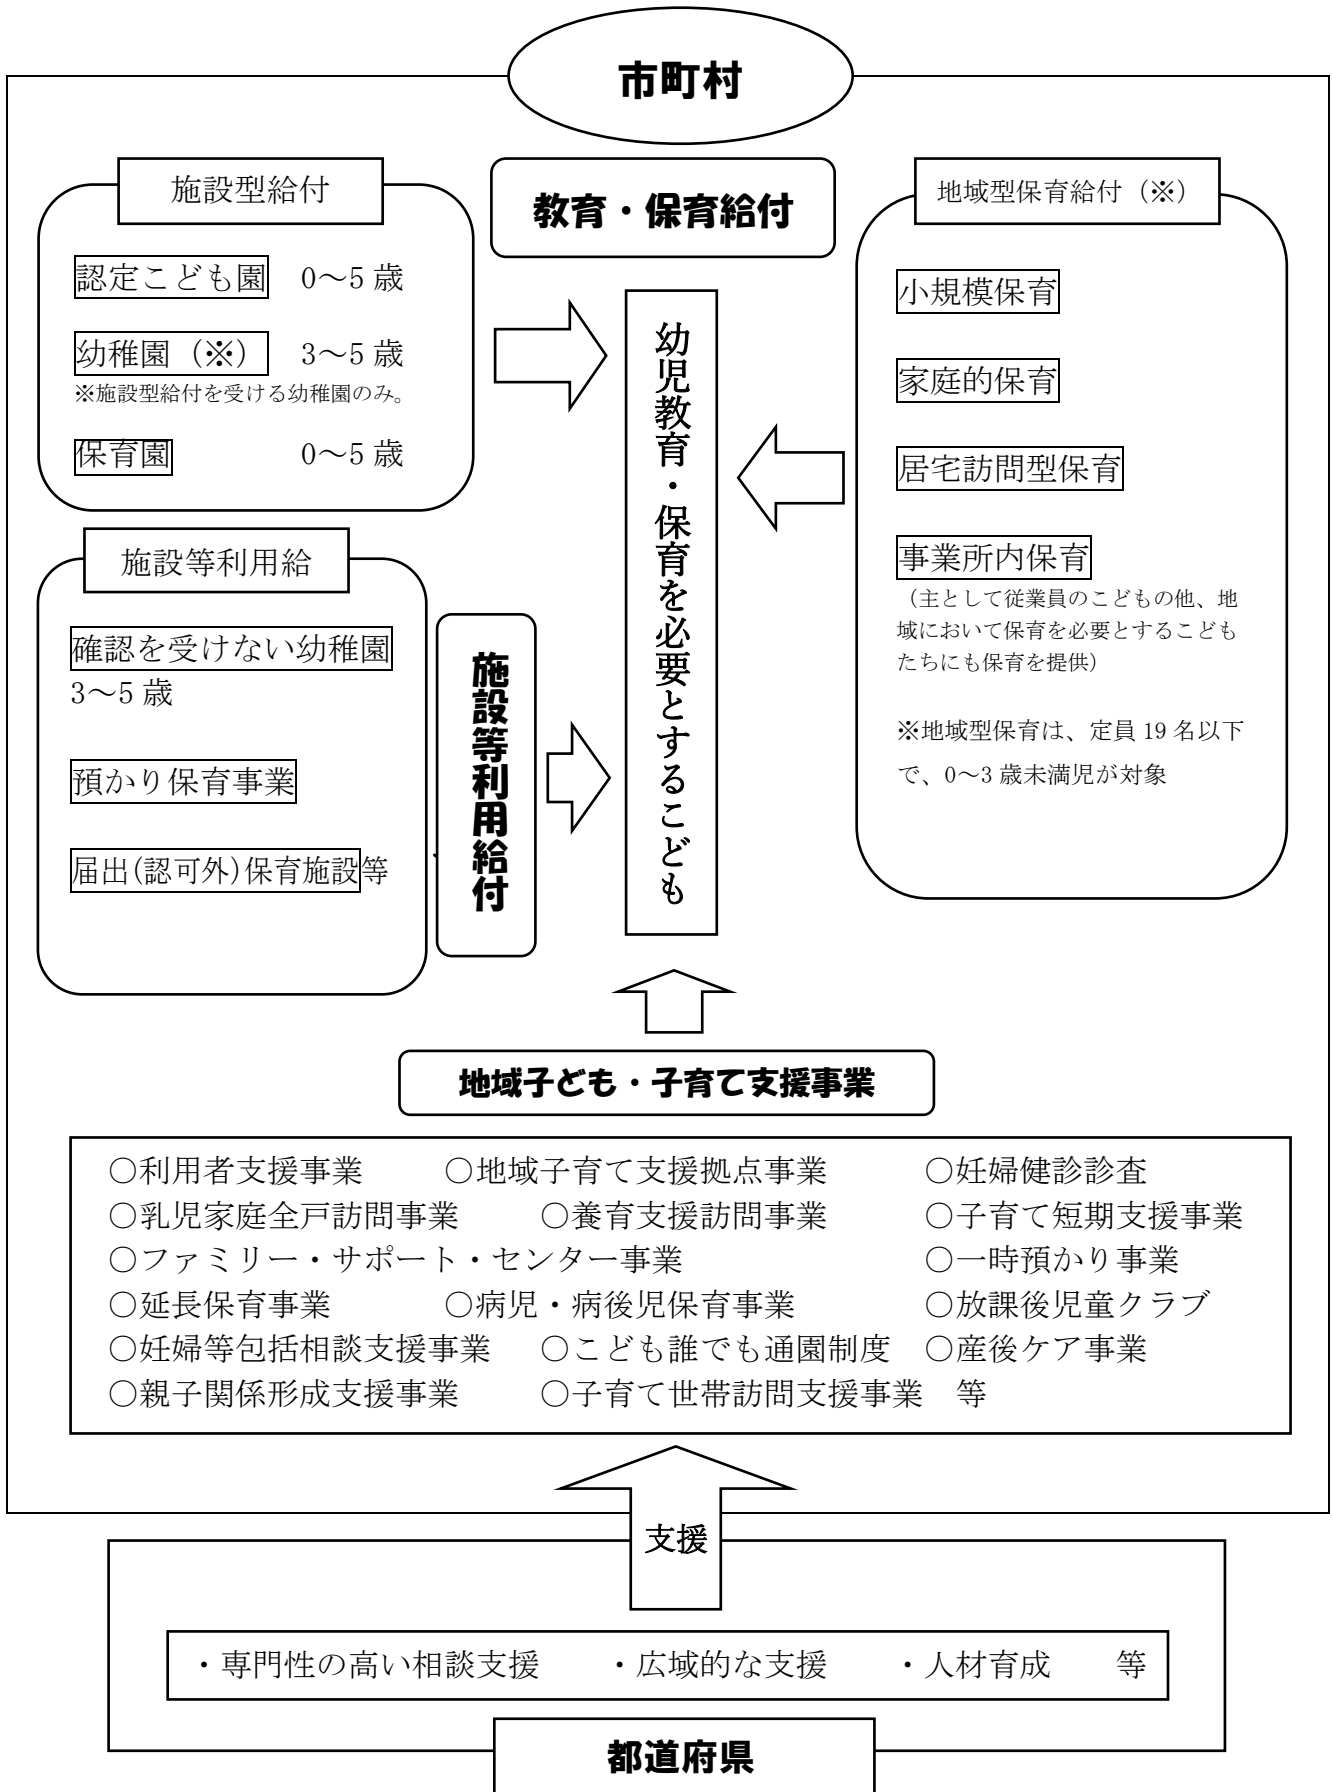 市町村
教育・保育給付
施設型給付
認定こども園　0～5 歳
幼稚園（※）　3～5 歳
※施設型給付を受ける幼稚園のみ。
保育園　0～5 歳
施設等利用給
確認を受けない幼稚園
3～5 歳
預かり保育事業
届出(認可外)保育施設等
施設等利用給付
幼児教育・保育を必要とするこども
地域型保育給付（※）
小規模保育
家庭的保育
居宅訪問型保育
事業所内保育
（主として従業員のこどもの他、地
域において保育を必要とするこども
たちにも保育を提供）
※地域型保育は、定員 19 名以下
で、0～3 歳未満児が対象
地域子ども・子育て支援事業
○利用者支援事業　○地域子育て支援拠点事業　○妊婦健診診査
○乳児家庭全戸訪問事業　○養育支援訪問事業　○子育て短期支援事業
○ファミリー・サポート・センター事業　○一時預かり事業
○延長保育事業　○病児・病後児保育事業　○放課後児童クラブ
○妊婦等包括相談支援事業　○こども誰でも通園制度　○産後ケア事業
○親子関係形成支援事業　○子育て世帯訪問支援事業　等
支援
・専門性の高い相談支援　・広域的な支援　・人材育成　等
都道府県